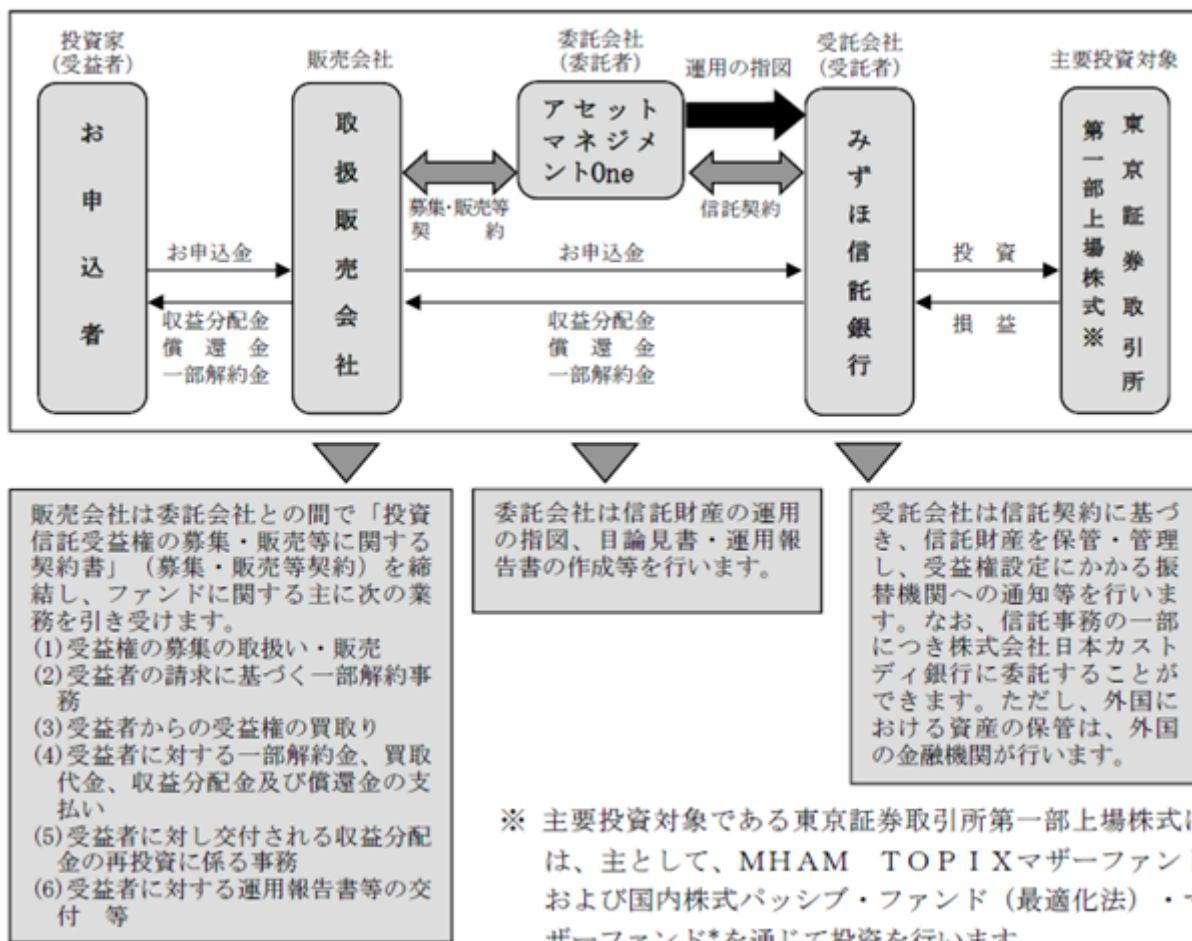 投資家
(受益者)
販売会社
委託会社
(委託者)
運用の指図
受託会社
(受託者)
主要投資対象
お申込者
取扱販売会社
アセット
マネジメ
ントOne
みずほ信託銀行
東京証券取引所
第一部上場株式※
募集・販売等
契　約
信託契約
お申込金
お申込金
投　資
収益分配金
償　還　金
一部解約金
収益分配金
償　還　金
一部解約金
損　益
販売会社は委託会社との間で「投資
信託受益権の募集・販売等に関する
契約書」（募集・販売等契約）を締
結し、ファンドに関する主に次の業
務を引き受けます。
(1)受益権の募集の取扱い・販売
(2)受益者の請求に基づく一部解約事
務
(3)受益者からの受益権の買取り
(4)受益者に対する一部解約金、買取
代金、収益分配金及び償還金の支
払い
(5)受益者に対し交付される収益分配
金の再投資に係る事務
(6)受益者に対する運用報告書等の交
付　等
委託会社は信託財産の運用
の指図、目論見書・運用報
告書の作成等を行います。
受託会社は信託契約に基づ
き、信託財産を保管・管理
し、受益権設定にかかる振
替機関への通知等を行いま
す。なお、信託事務の一部
につき株式会社日本カスト
ディ銀行に委託することが
できます。ただし、外国に
おける資産の保管は、外国
の金融機関が行います。
※ 主要投資対象である東京証券取引所第一部上場株式に
は、主として、ＭＨＡＭ　ＴＯＰＩＸマザーファンド
および国内株式パッシブ・ファンド（最適化法）・マ
ザーファンド*を通じて投資を行います